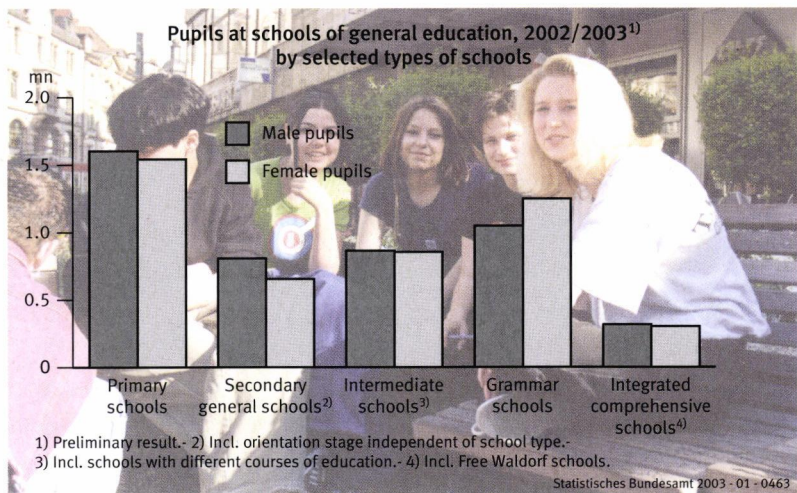 Pupils at schools of general education, 2002/2003¹⁾
by selected types of schools
mn
2.0
1.5
1.0
0.5
0
Male pupils
Female pupils
Primary
schools
Secondary
general schools²⁾
Intermediate
schools³⁾
Grammar
schools
Integrated
comprehensive
schools⁴⁾
1) Preliminary result.- 2) Incl. orientation stage independent of school type.-
3) Incl. schools with different courses of education.- 4) Incl. Free Waldorf schools.
Statistisches Bundesamt 2003 - 01 - 0463